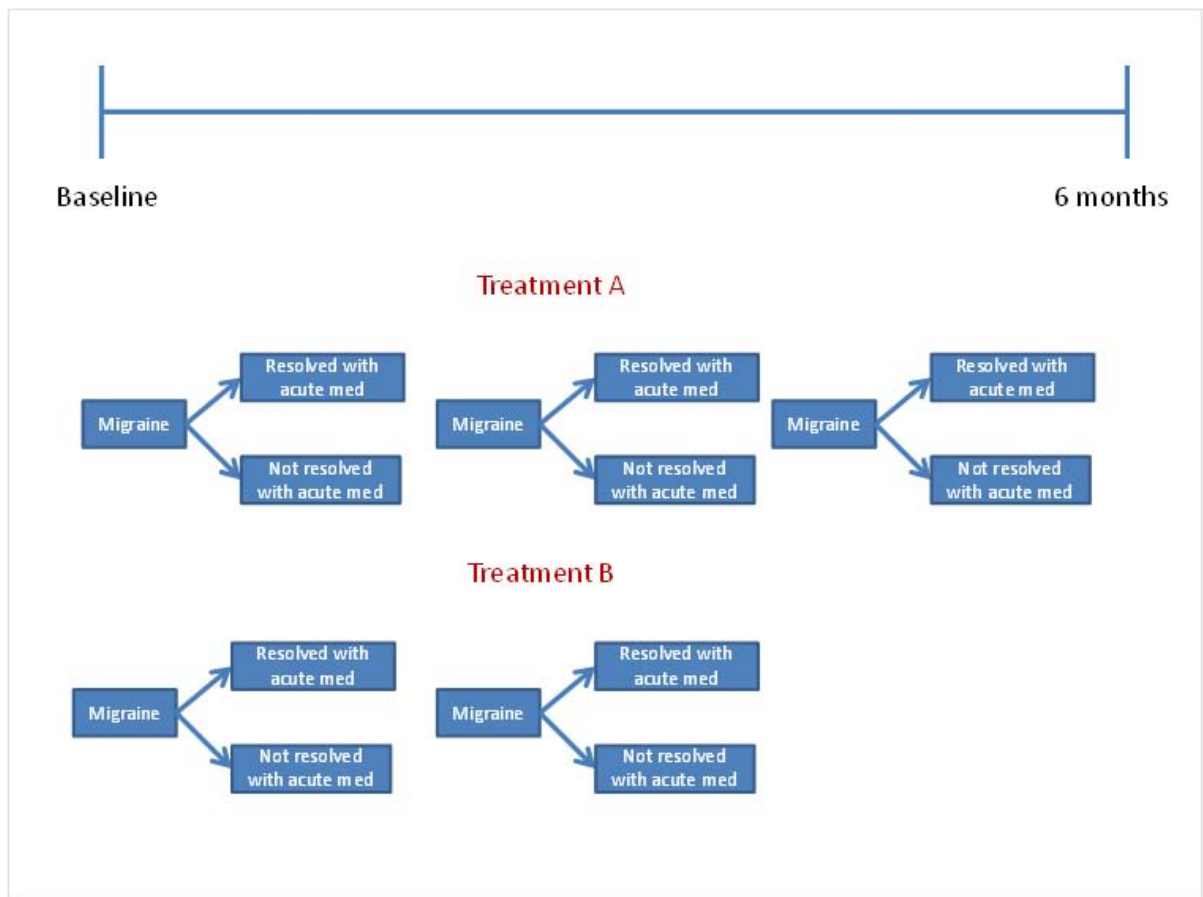 Baseline
6 months
Treatment A
Resolved with
acute med
Resolved with
acute med
Resolved with
acute med
Migraine
Migraine
Migraine
Not resolved
with acute med
Not resolved
with acute med
Not resolved
with acute med
Treatment B
Resolved with
acute med
Resolved with
acute med
Migraine
Migraine
Not resolved
with acute med
Not resolved
with acute med